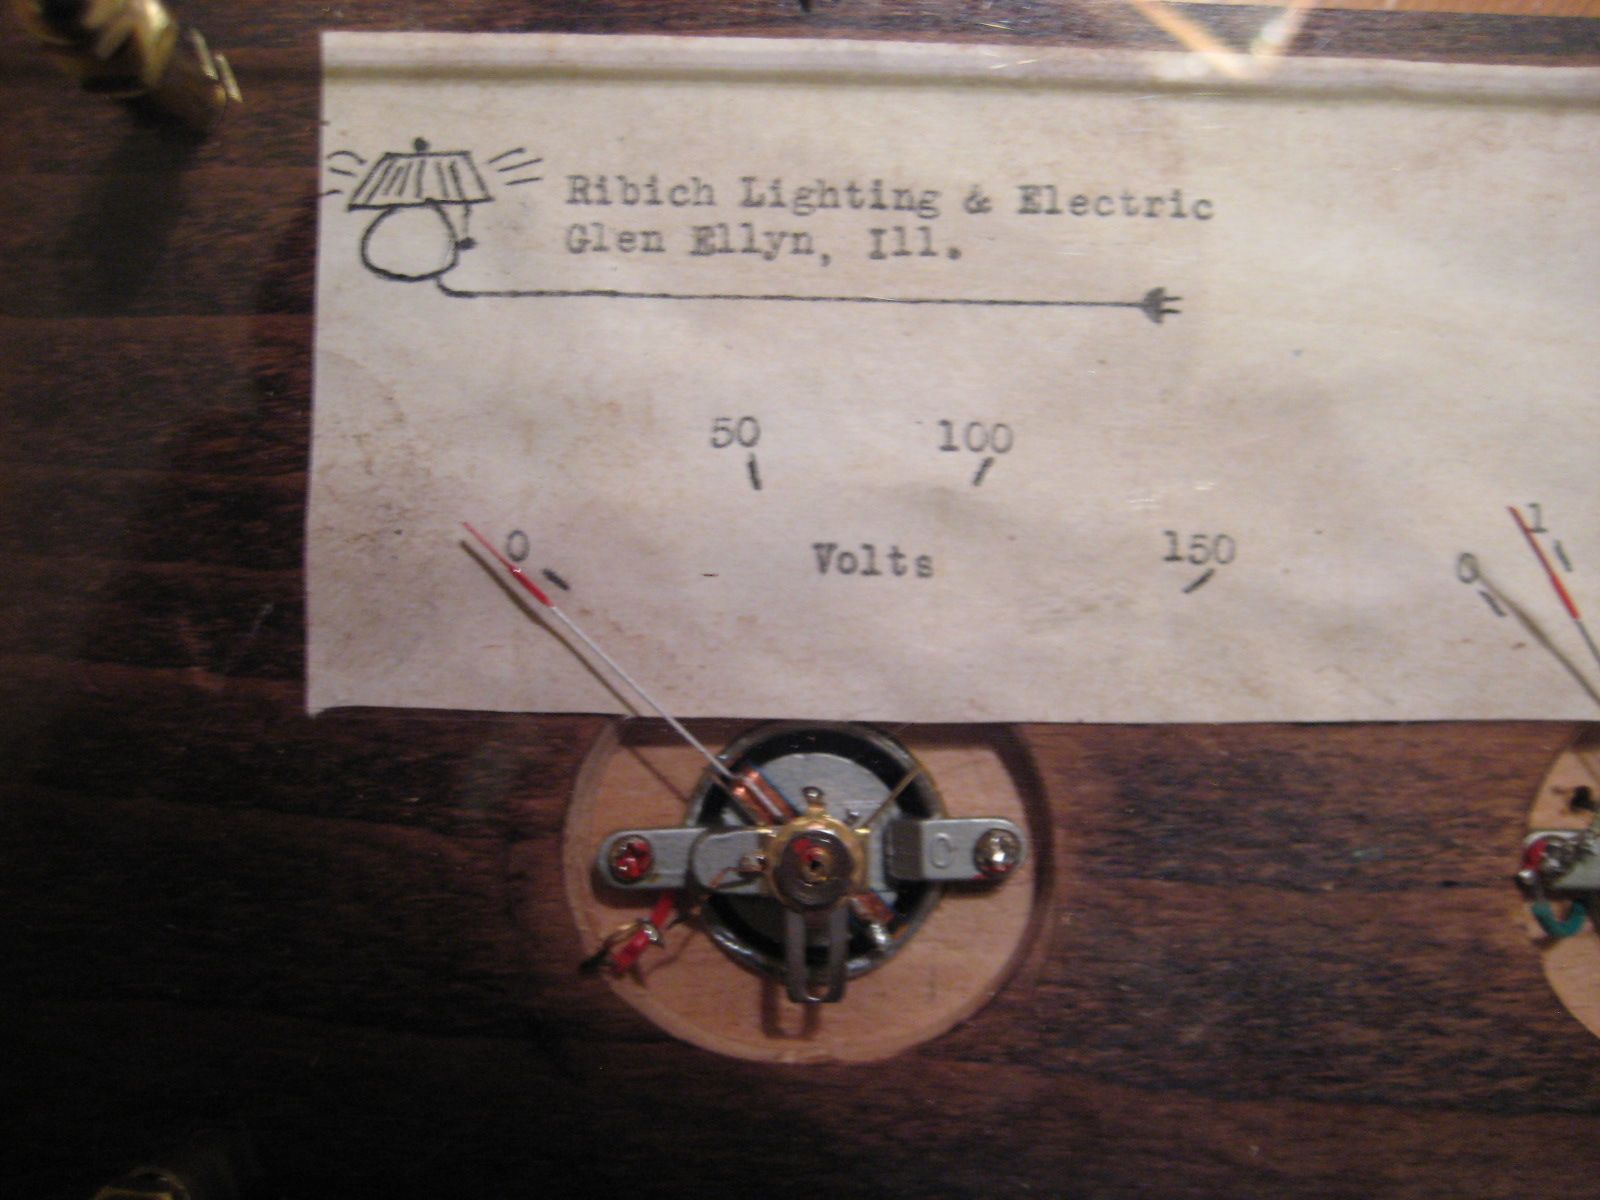 Ribich Lighting & Electric
Glen Ellyn, Ill.
50 100
0 Volts 150
0 1